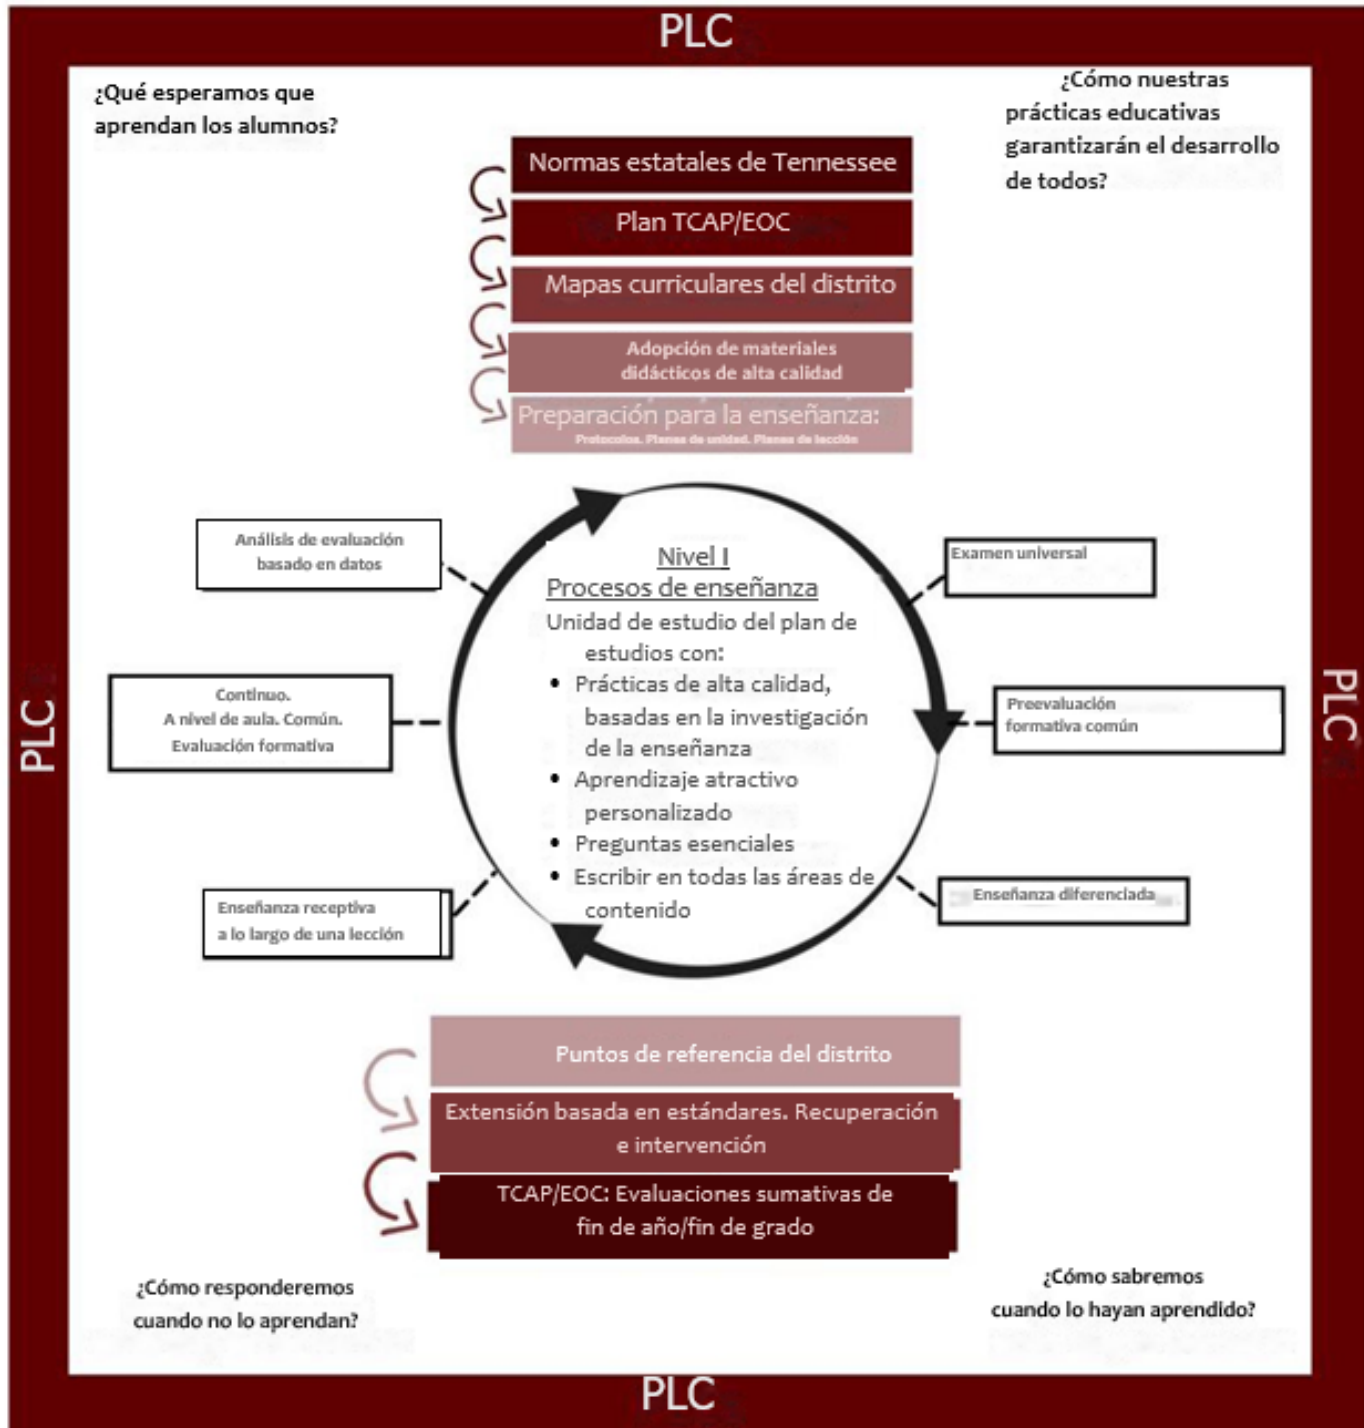 PLC
¿Qué esperamos que
aprendan los alumnos?
¿Cómo nuestras
prácticas educativas
garantizarán el desarrollo
de todos?
Normas estatales de Tennessee
Plan TCAP/EOC
Mapas curriculares del distrito
Adopción de materiales
didácticos de alta calidad
Preparación para la enseñanza:
Protocolos. Planes de unidad. Planes de lección
Análisis de evaluación
basado en datos
Continuo.
A nivel de aula. Común.
Evaluación formativa
Enseñanza receptiva
a lo largo de una lección
Nivel I
Procesos de enseñanza
Unidad de estudio del plan de
estudios con:
• Prácticas de alta calidad,
basadas en la investigación
de la enseñanza
• Aprendizaje atractivo
personalizado
• Preguntas esenciales
• Escribir en todas las áreas de
contenido
Examen universal
Preevaluación
formativa común
Enseñanza diferenciada
PLC
PLC
Puntos de referencia del distrito
Extensión basada en estándares. Recuperación
e intervención
TCAP/EOC: Evaluaciones sumativas de
fin de año/fin de grado
¿Cómo responderemos
cuando no lo aprendan?
¿Cómo sabremos
cuando lo hayan aprendido?
PLC